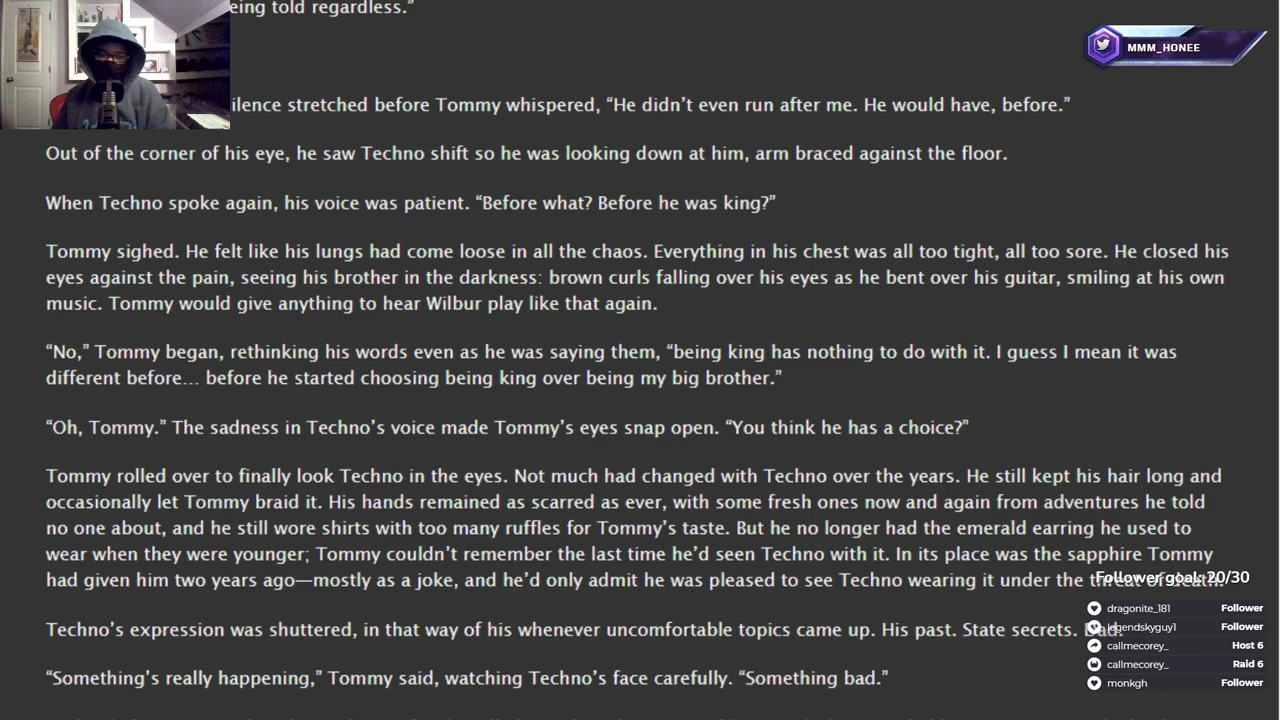 eing told regardless.”
MMM_HONEE
ilence stretched before Tommy whispered, “He didn’t even run after me. He would have, before.”
Out of the corner of his eye, he saw Techno shift so he was looking down at him, arm braced against the floor.
When Techno spoke again, his voice was patient. “Before what? Before he was king?”
Tommy sighed. He felt like his lungs had come loose in all the chaos. Everything in his chest was all too tight, all too sore. He closed his
eyes against the pain, seeing his brother in the darkness: brown curls falling over his eyes as he bent over his guitar, smiling at his own
music. Tommy would give anything to hear Wilbur play like that again.
“No,” Tommy began, rethinking his words even as he was saying them, “being king has nothing to do with it. I guess I mean it was
different before… before he started choosing being king over being my big brother.”
“Oh, Tommy.” The sadness in Techno’s voice made Tommy’s eyes snap open. “You think he has a choice?”
Tommy rolled over to finally look Techno in the eyes. Not much had changed with Techno over the years. He still kept his hair long and
occasionally let Tommy braid it. His hands remained as scarred as ever, with some fresh ones now and again from adventures he told
no one about, and he still wore shirts with too many ruffles for Tommy’s taste. But he no longer had the emerald earring he used to
wear when they were younger; Tommy couldn’t remember the last time he’d seen Techno with it. In its place was the sapphire Tommy
had given him two years ago—mostly as a joke, and he’d only admit he was pleased to see Techno wearing it under the threat of death.
Follower goal: 20/30
dragonite_181 Follower
Techno’s expression was shuttered, in that way of his whenever uncomfortable topics came up. His past. State secrets. Dad.
legendskyguy1 Follower
callmecorey_ Host 6
callmecorey_ Raid 6
“Something’s really happening,” Tommy said, watching Techno’s face carefully. “Something bad.”
monkgh Follower